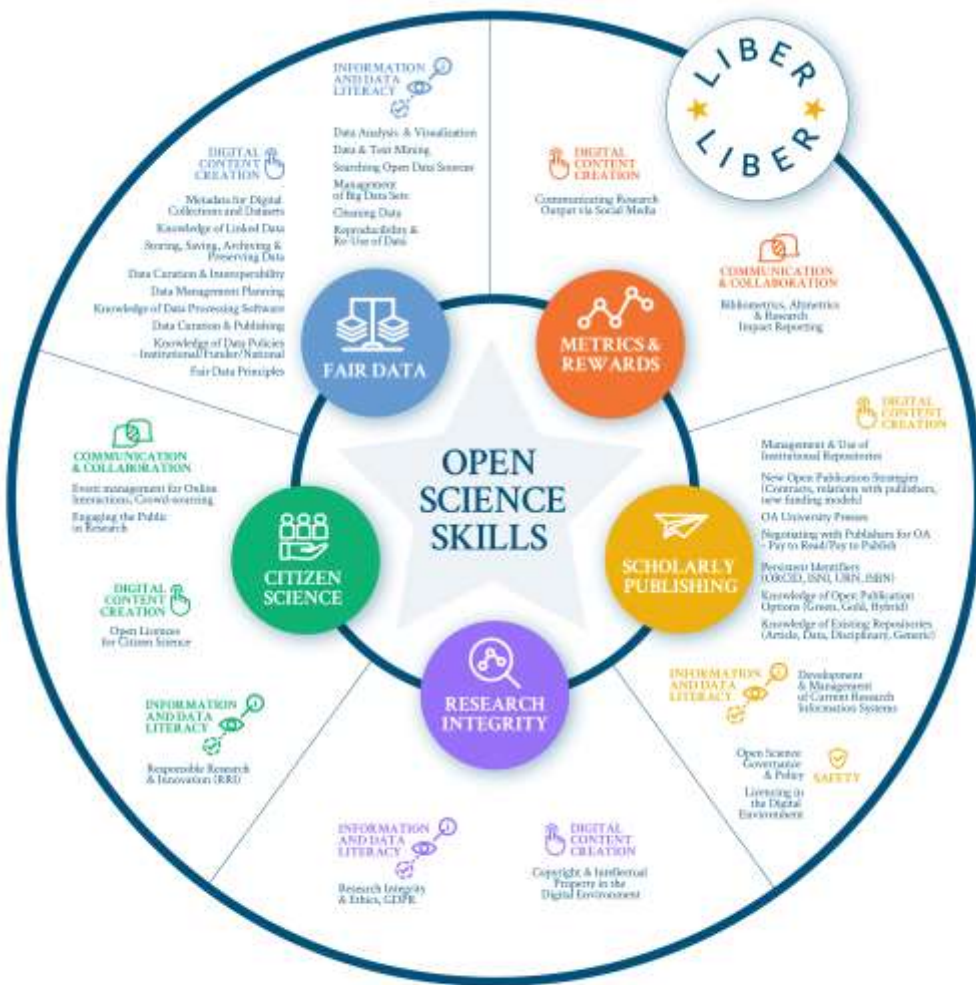 LIBER
LIBER
INFORMATION
AND DATA
LITERACY
Data Analysis & Visualization
Data & Text Mining
Searching Open Data Sources
Management
of Big Data Sets
Cleaning Data
Reproducibility &
Re-Use of Data
DIGITAL
CONTENT
CREATION
Metadata for Digital
Collections and Datasets
Knowledge of Linked Data
Storing, Saving, Archiving &
Preserving Data
Data Curation & Interoperability
Data Management Planning
Knowledge of Data Processing Software
Data Curation & Publishing
Knowledge of Data Policies
- Institutional/Funder/National
Fair Data Principles
FAIR DATA
DIGITAL
CONTENT
CREATION
Communicating Research
Output via Social Media
COMMUNICATION
& COLLABORATION
Bibliometrics, Altmetrics
& Research
Impact Reporting
METRICS &
REWARDS
OPEN
SCIENCE
SKILLS
DIGITAL
CONTENT
CREATION
Management & Use of
Institutional Repositories
New Open Publication Strategies
(Contracts, relations with publishers,
new funding models)
OA University Presses
Negotiating with Publishers for OA
- Pay to Read/Pay to Publish
Persistent Identifiers
(ORCID, ISNI, URN, ISBN)
Knowledge of Open Publication
Options (Green, Gold, Hybrid)
Knowledge of Existing Repositories
(Article, Data, Disciplinary, Generic)
SCHOLARLY
PUBLISHING
INFORMATION
AND DATA
LITERACY
Development
& Management
of Current Research
Information Systems
Open Science
Governance
& Policy
Licencing in
the Digital
Environment
SAFETY
COMMUNICATION
& COLLABORATION
Event management for Online
Interactions, Crowd-sourcing
Engaging the Public
in Research
DIGITAL
CONTENT
CREATION
Open Licences
for Citizen Science
CITIZEN
SCIENCE
INFORMATION
AND DATA
LITERACY
Responsible Research
& Innovation (RRI)
RESEARCH
INTEGRITY
INFORMATION
AND DATA
LITERACY
Research Integrity
& Ethics, GDPR
DIGITAL
CONTENT
CREATION
Copyright & Intellectual
Property in the
Digital Environment